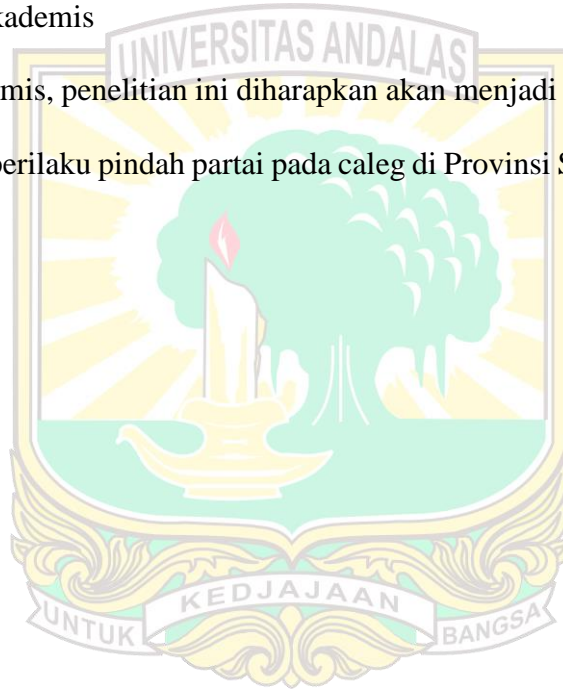 kademis
UNIVERSITAS ANDALAS
mis, penelitian ini diharapkan akan menjadi
perilaku pindah partai pada caleg di Provinsi S
UNTUK KEDJAJAAN BANGSA